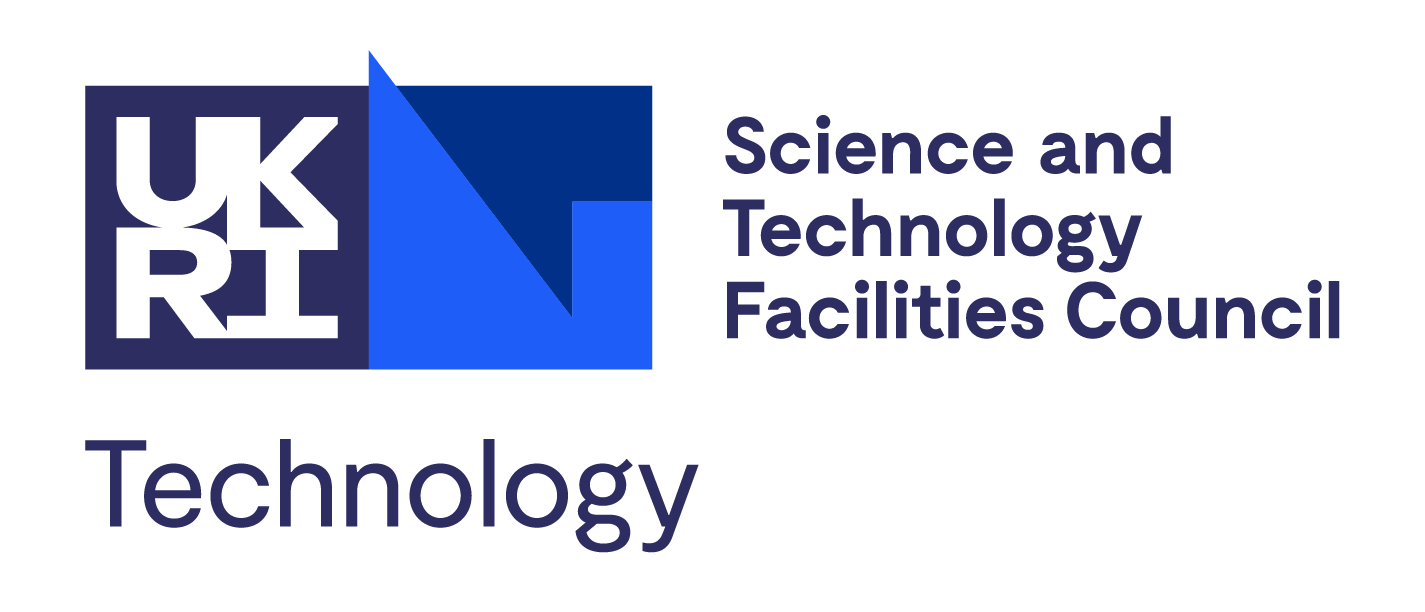 UK
RI
Science and
Technology
Facilities Council
Technology